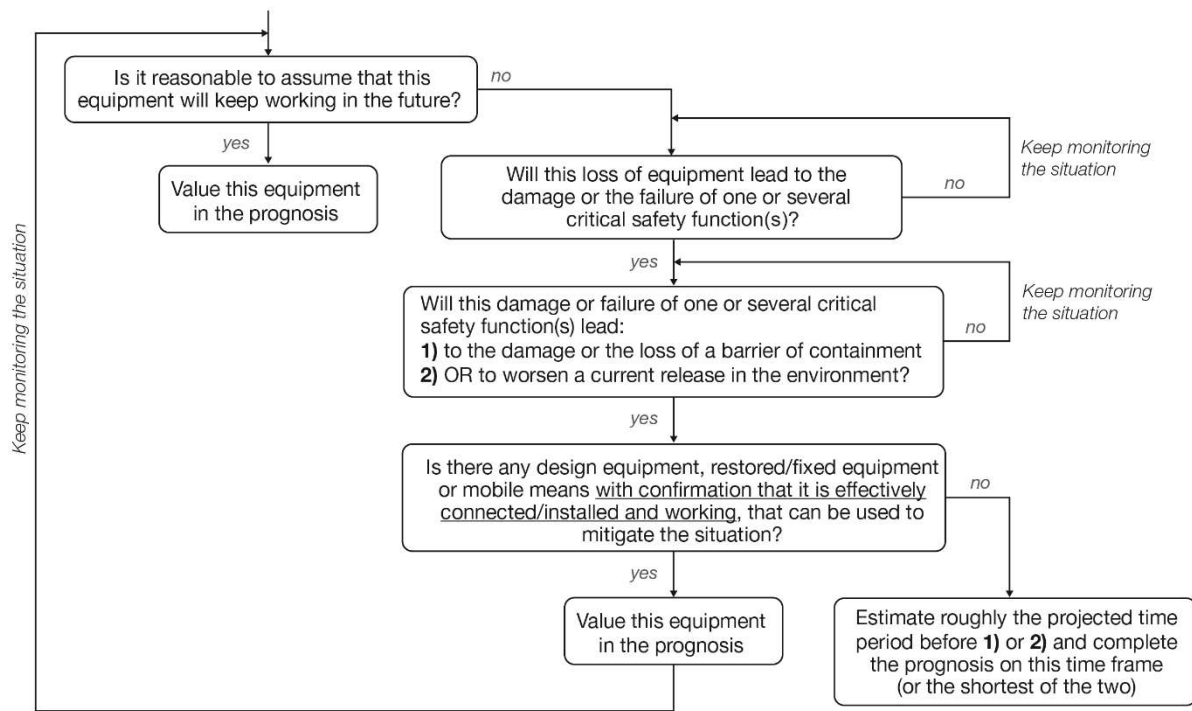 Is it reasonable to assume that this
equipment will keep working in the future?
no
yes
Value this equipment
in the prognosis
Will this loss of equipment lead to the
damage or the failure of one or several
critical safety function(s)?
no
Keep monitoring
the situation
yes
Will this damage or failure of one or several critical
safety function(s) lead:
1) to the damage or the loss of a barrier of containment
2) OR to worsen a current release in the environment?
no
Keep monitoring
the situation
yes
Is there any design equipment, restored/fixed equipment
or mobile means with confirmation that it is effectively
connected/installed and working, that can be used to
mitigate the situation?
no
yes
Value this equipment
in the prognosis
Estimate roughly the projected time
period before 1) or 2) and complete
the prognosis on this time frame
(or the shortest of the two)
Keep monitoring the situation